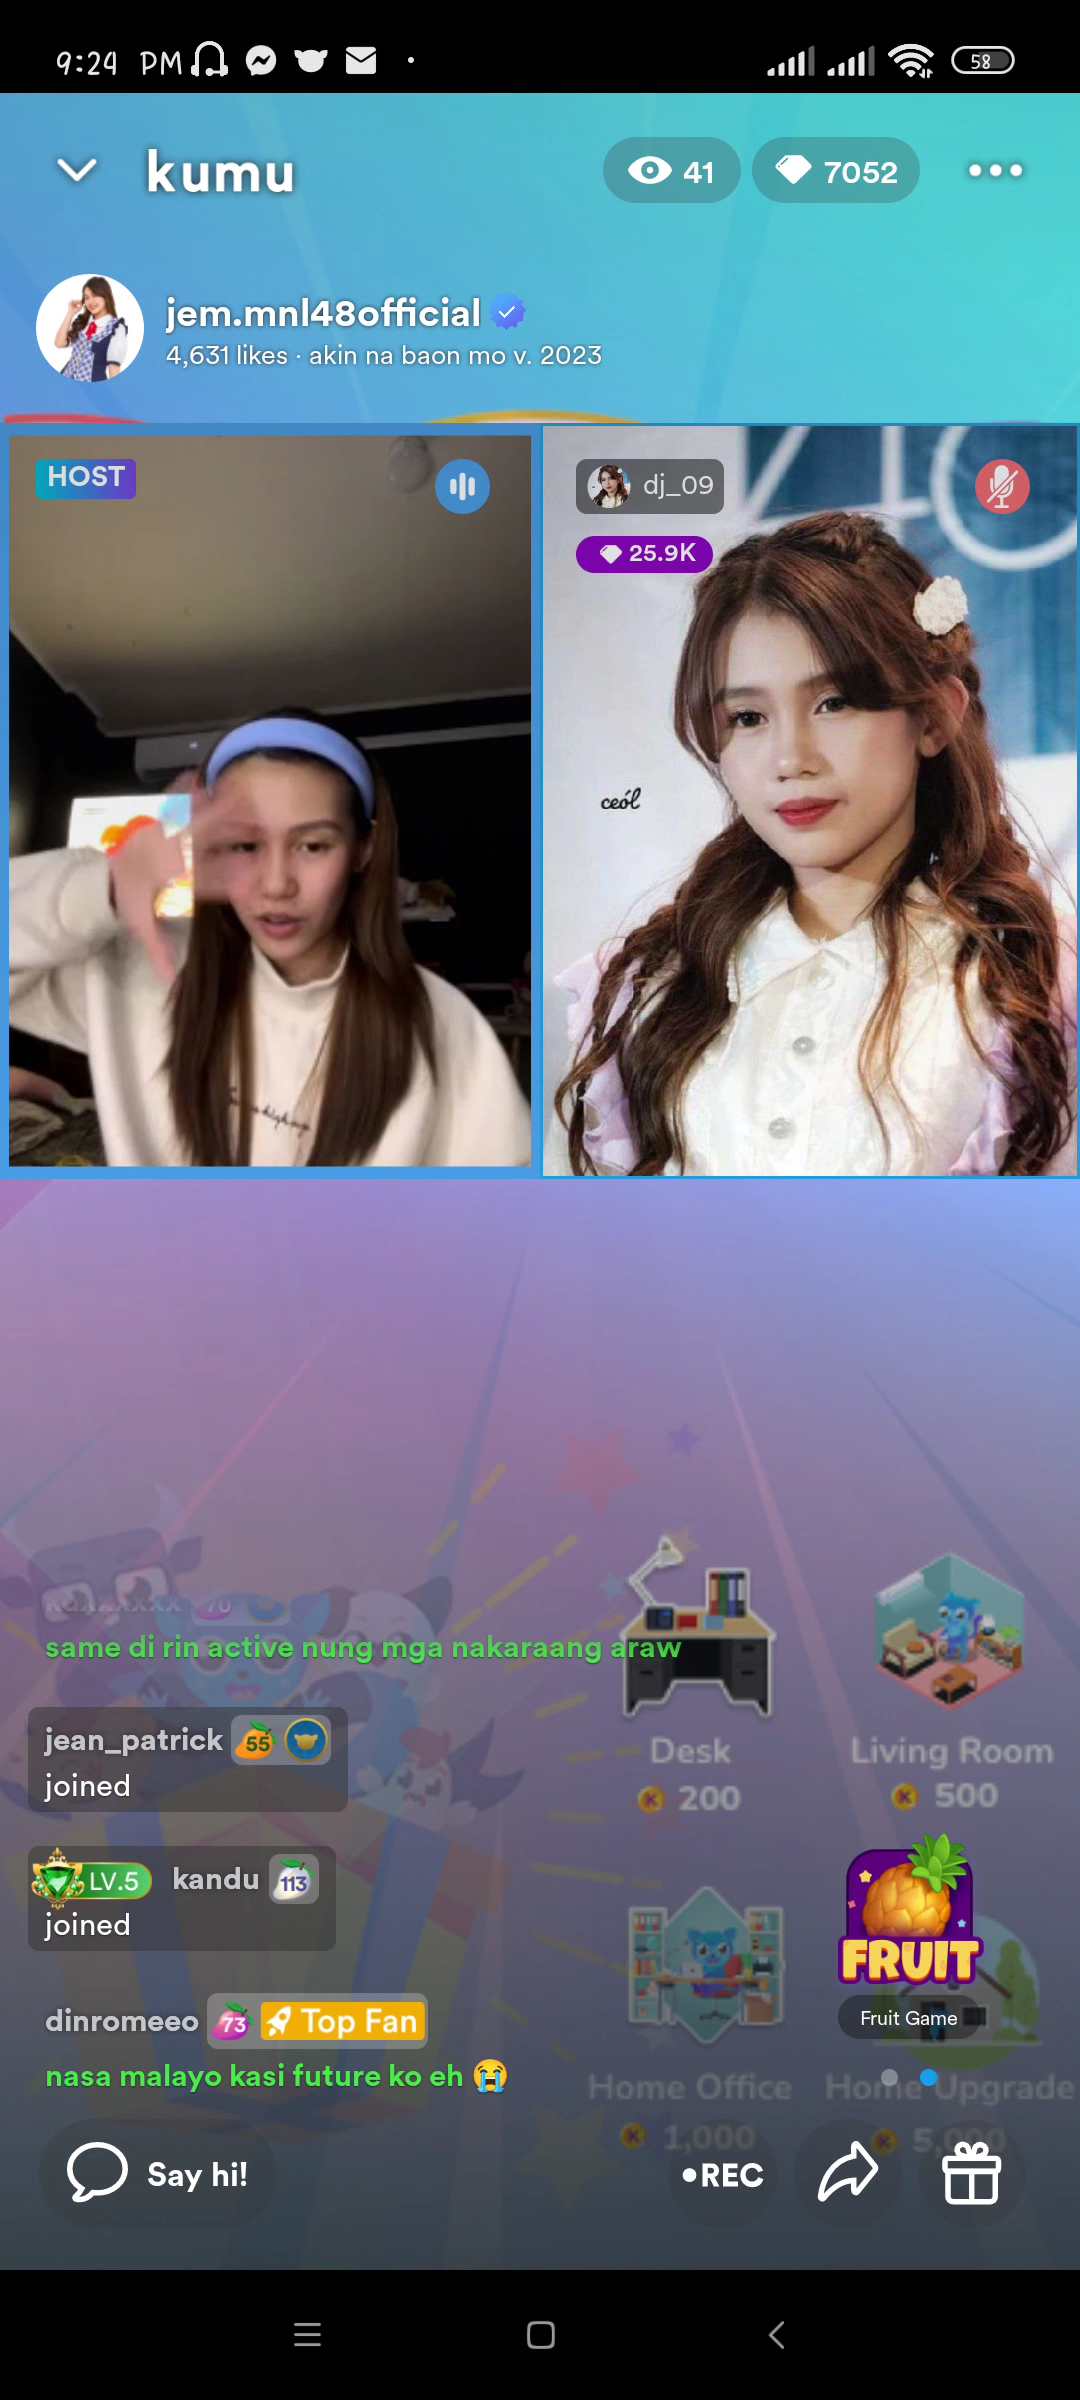 9:24 PM
58
kumu
41
7052
jem.mnl48official
4,631 likes · akin na baon mo v. 2023
HOST
dj_09
25.9K
ceól
70
same di rin active nung mga nakaraang araw
jean_patrick 55
joined
LV.5 kandu 113
joined
dinromeeo 73 Top Fan
nasa malayo kasi future ko eh 😭
Desk
200
Living Room
500
FRUIT
Fruit Game
Home Office
1,000
Home Upgrade
5,000
Say hi!
•REC